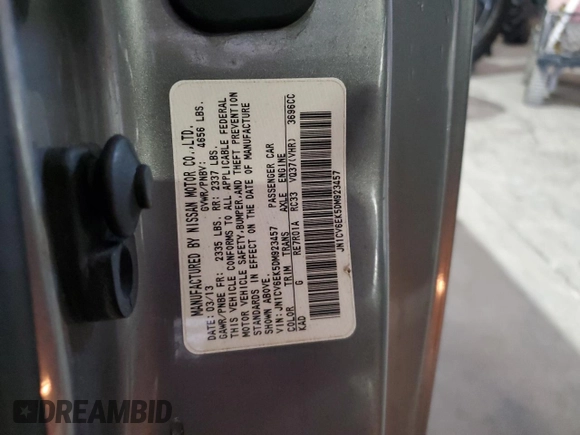 MANUFACTURED BY NISSAN MOTOR CO.,LTD.
DATE: 03/13 GVWR/PNBV: 4656 LBS.
GAWR/PNBE FR: 2335 LBS. RR: 2337 LBS.
THIS VEHICLE CONFORMS TO ALL APPLICABLE FEDERAL
MOTOR VEHICLE SAFETY,BUMPER,AND THEFT PREVENTION
STANDARDS IN EFFECT ON THE DATE OF MANUFACTURE
SHOWN ABOVE.
VIN:JN1CV6EK5DM923457 PASSENGER CAR
COLOR TRIM TRANS AXLE ENGINE
KAD G RE7R01A RC33 VQ37(VHR) 3696CC
JN1CV6EK5DM923457
DREAMBID